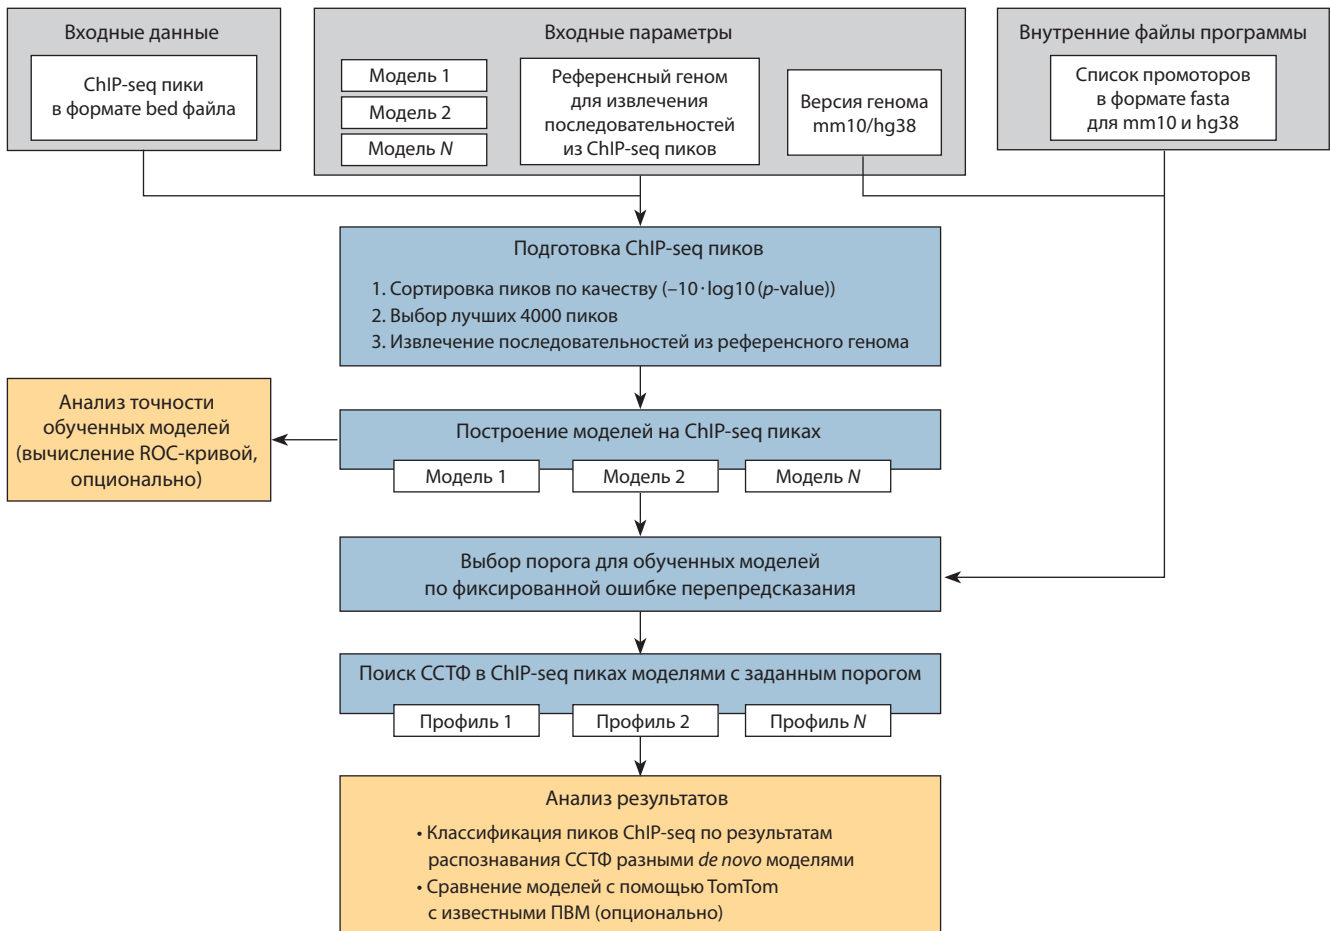 Входные данные
ChIP-seq пики
в формате bed файла
Входные параметры
Модель 1
Модель 2
Модель N
Референсный геном
для извлечения
последовательностей
из ChIP-seq пиков
Версия генома
mm10/hg38
Внутренние файлы программы
Список промоторов
в формате fasta
для mm10 и hg38
Подготовка ChIP-seq пиков
1. Сортировка пиков по качеству (–10·log10 (p-value))
2. Выбор лучших 4000 пиков
3. Извлечение последовательностей из референсного генома
Анализ точности
обученных моделей
(вычисление ROC-кривой,
опционально)
Построение моделей на ChIP-seq пиках
Модель 1
Модель 2
Модель N
Выбор порога для обученных моделей
по фиксированной ошибке перепредсказания
Поиск ССТФ в ChIP-seq пиках моделями с заданным порогом
Профиль 1
Профиль 2
Профиль N
Анализ результатов
• Классификация пиков ChIP-seq по результатам
распознавания ССТФ разными de novo моделями
• Сравнение моделей с помощью TomTom
с известными ПВМ (опционально)